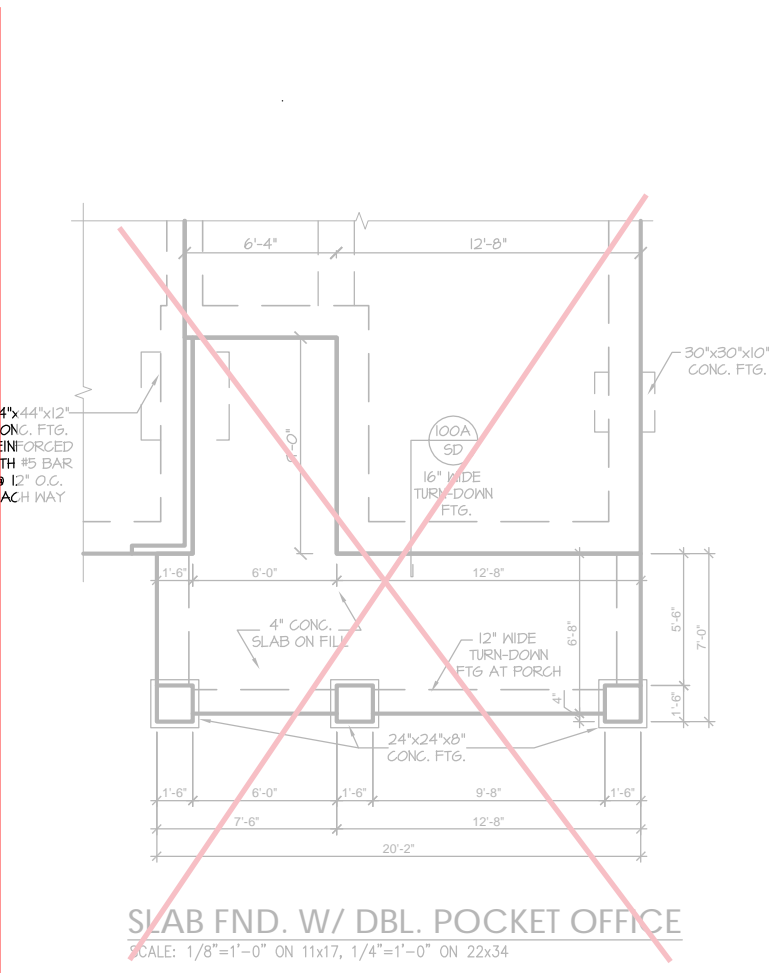 6'-4"
12'-8"
30"x30"x10"
CONC. FTG.
4"x44"x12"
ONC. FTG.
EINFORCED
TH #5 BAR
@ 12" O.C.
ACH WAY
100A
SD
16" WIDE
TURN-DOWN
FTG.
1'-6"
6'-0"
12'-8"
4" CONC.
SLAB ON FILL
12" WIDE
TURN-DOWN
FTG AT PORCH
6'-8"
4"
5'-6"
7'-0"
1'-6"
24"x24"x8"
CONC. FTG.
1'-6"
6'-0"
1'-6"
9'-8"
1'-6"
7'-6"
12'-8"
20'-2"
SLAB FND. W/ DBL. POCKET OFFICE
SCALE: 1/8"=1'-0" ON 11x17, 1/4"=1'-0" ON 22x34